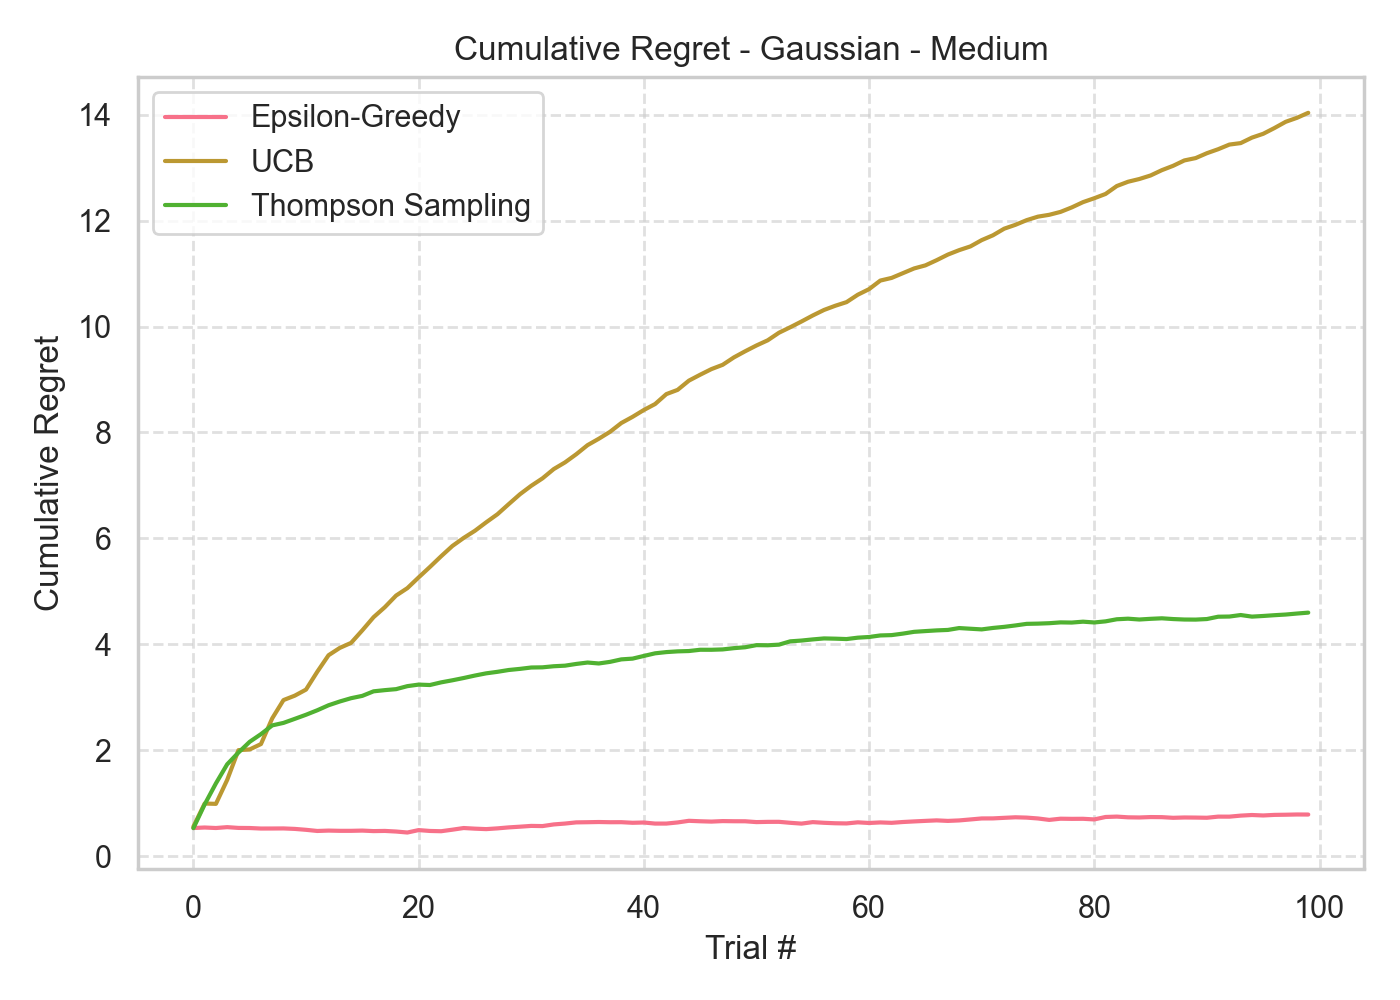 Cumulative Regret - Gaussian - Medium
Epsilon-Greedy
UCB
Thompson Sampling
Cumulative Regret
14
12
10
8
6
4
2
0
0 20 40 60 80 100
Trial #